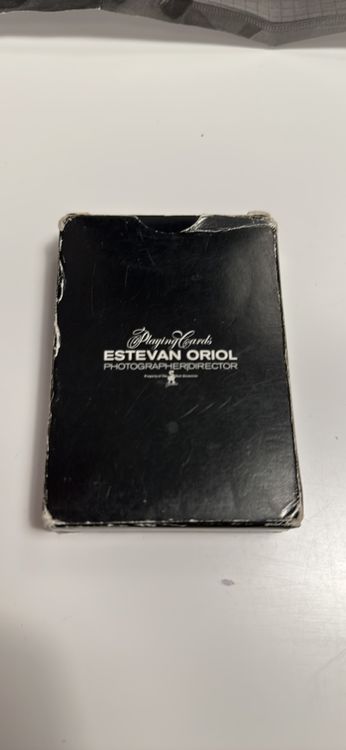 Playing Cards
ESTEVAN ORIOL
PHOTOGRAPHER|DIRECTOR